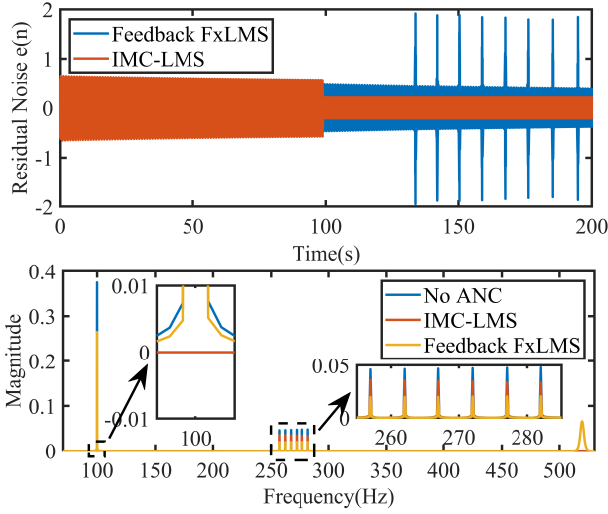 2
1
0
-1
-2
Residual Noise e(n)
Feedback FxLMS
IMC-LMS
0 50 100 150 200
Time(s)
0.4
0.3
0.2
0.1
0
Magnitude
0.01
0
-0.01
100
No ANC
IMC-LMS
Feedback FxLMS
0.05
0
260 270 280
100 150 200 250 300 350 400 450 500
Frequency(Hz)